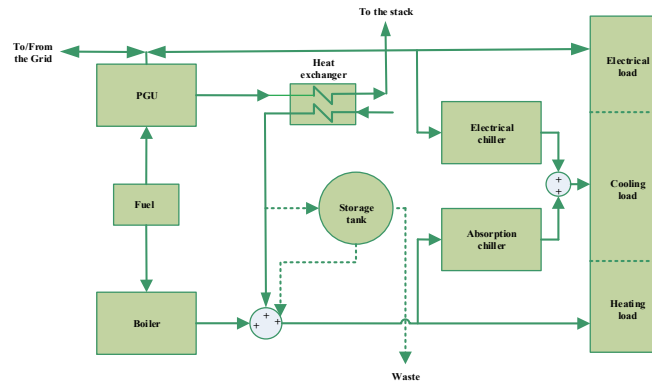 To the stack
To/From
the Grid
Heat
exchanger
Electrical
load
PGU
Electrical
chiller
+
+
Cooling
load
Fuel
Storage
tank
Absorption
chiller
Boiler
+
+
+
Heating
load
Waste